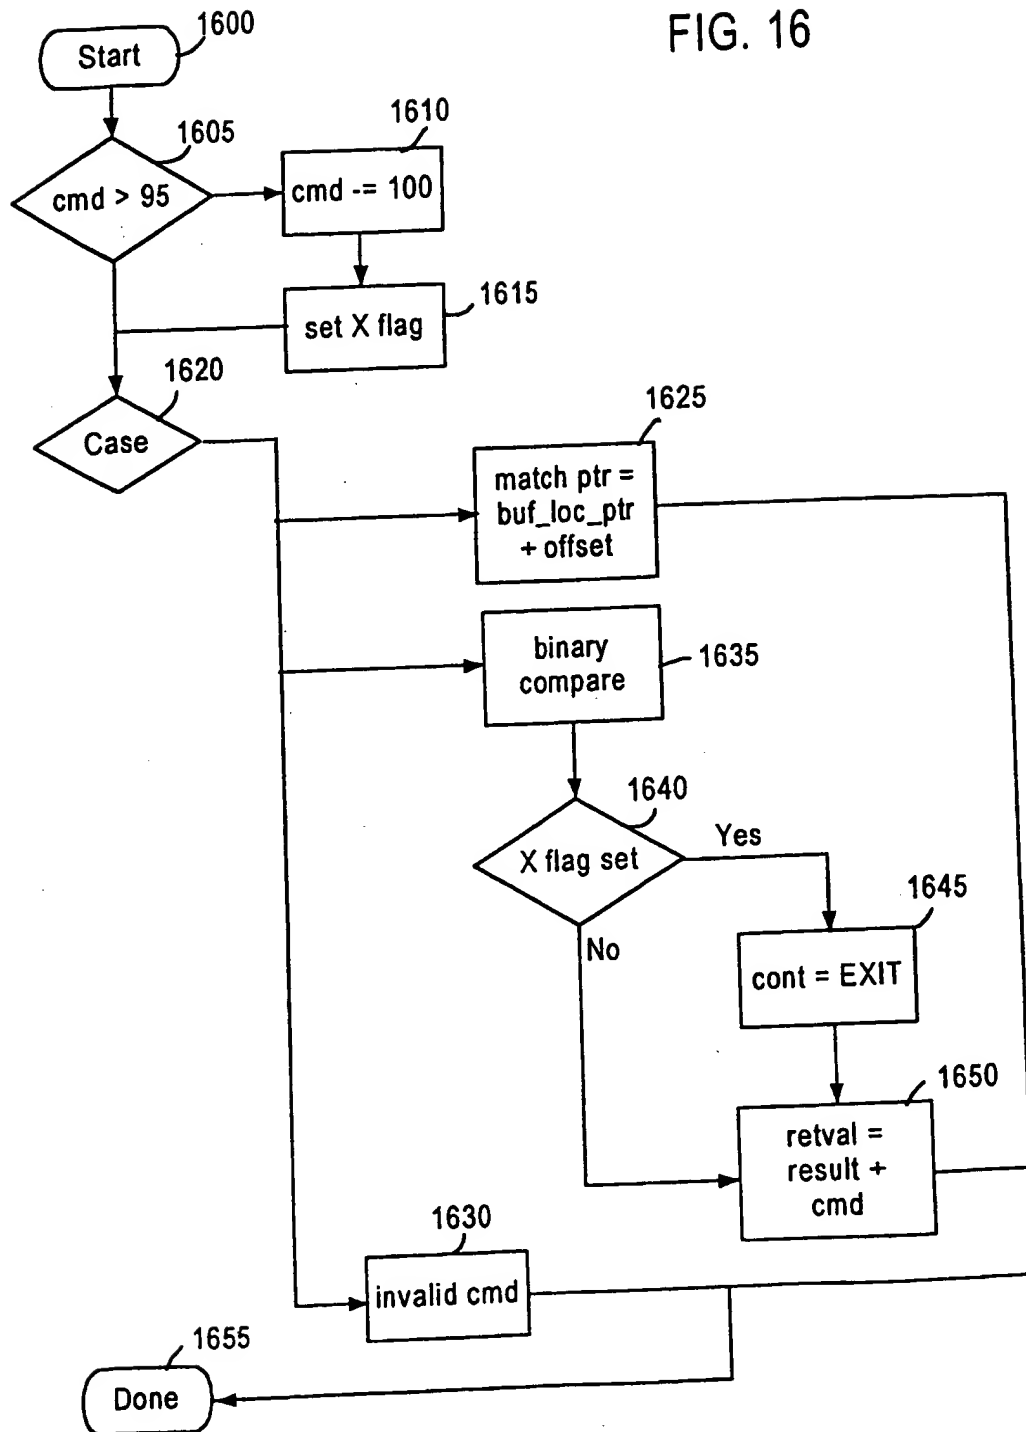 FIG. 16
1600
Start
1605
cmd > 95
1610
cmd -= 100
1615
set X flag
1620
Case
1625
match ptr =
buf_loc_ptr
+ offset
binary
compare
1635
1640
X flag set
Yes
No
1645
cont = EXIT
1650
retval =
result +
cmd
1630
invalid cmd
1655
Done